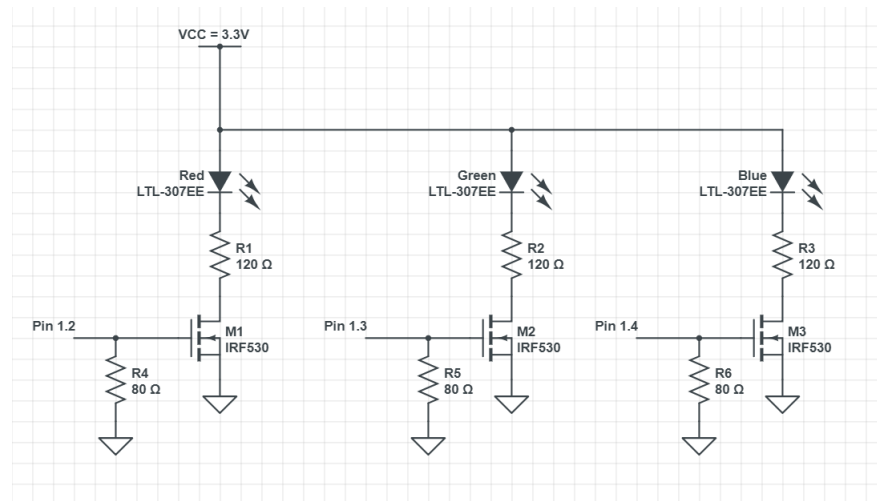 VCC = 3.3V
Red
LTL-307EE
Green
LTL-307EE
Blue
LTL-307EE
R1
120 Ω
R2
120 Ω
R3
120 Ω
Pin 1.2
M1
IRF530
Pin 1.3
M2
IRF530
Pin 1.4
M3
IRF530
R4
80 Ω
R5
80 Ω
R6
80 Ω